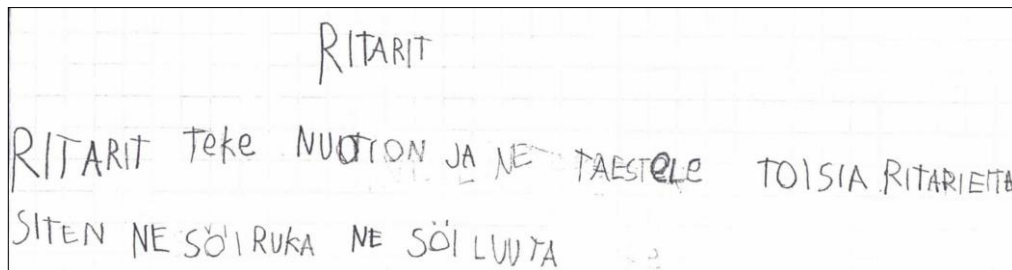 RITARIT
RITARIT TeKe NUOTION JA NE TAESTeLe TOISIA RITARIEITA
SITEN NE SÖI RUKA NE SÖI LUUTA